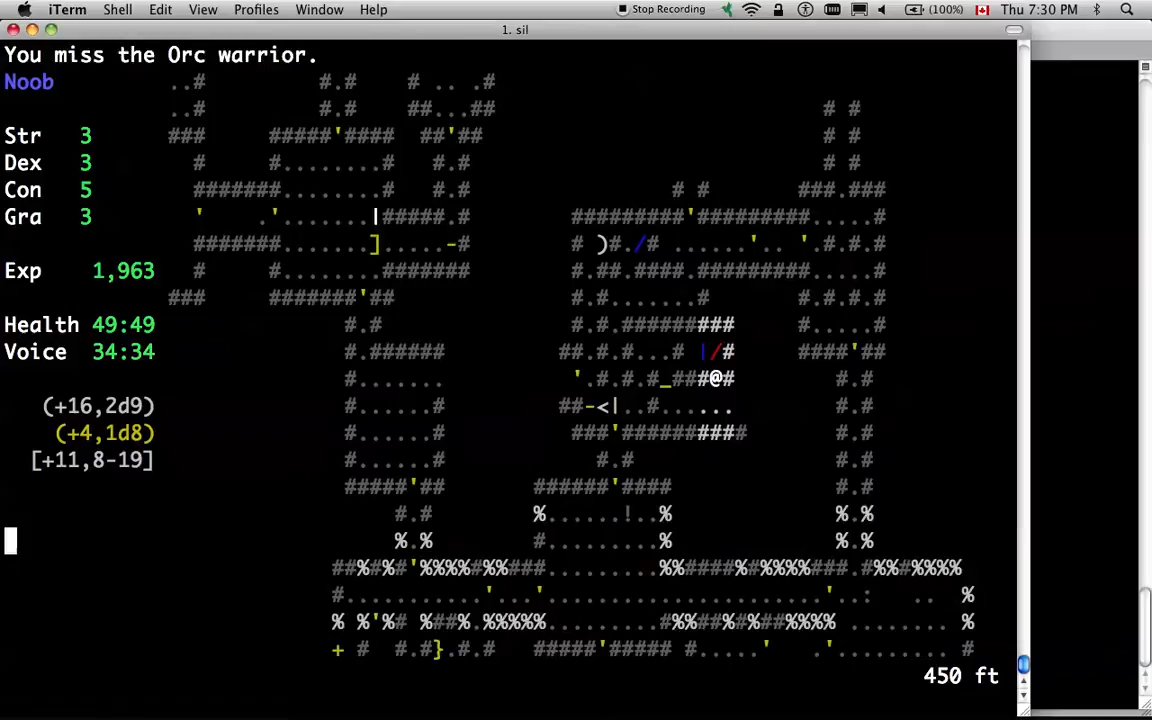 iTerm Shell Edit View Profiles Window Help Stop Recording (100%) Thu 7:30 PM
1. sil
You miss the Orc warrior.
Noob ..# #.# # .. .#
..# #.# ##...## # #
Str 3 ### #####'#### ##'## # #
Dex 3 # #........# #.# # #
Con 5 #######........# #.# # # ###.###
Gra 3 ' .'.......|#####.# #########'#########.....#
#######.......].....-# # )#./# ......'.. '.#.#.#
Exp 1,963 # #........####### #.##.####.#########.....#
### #######'## #.#.......# #.#.#.#
Health 49:49 #.# #.#.######### #.....#
Voice 34:34 #.###### ##.#.#...# |/# ####'##
#....... '.#.#.#_###@# #.#
(+16,2d9) #......# ##-<|..#...... #.#
(+4,1d8) #......# ###'########## #.#
[+11,8-19] #......# #.# #.#
#####'## ######'#### #.#
#.# %......!..% %.%
%.% #.........% %.%
##%#%#'%%%%#%%###.........%%####%#%%%%###.#%%#%%%%
#...........'...'.......................'..: .. %
% %'%# %##%.%%%%%.........#%%##%#%##%%%% ........%
+ # #.#}.#.# #####'##### #.....' .'.........#
450 ft